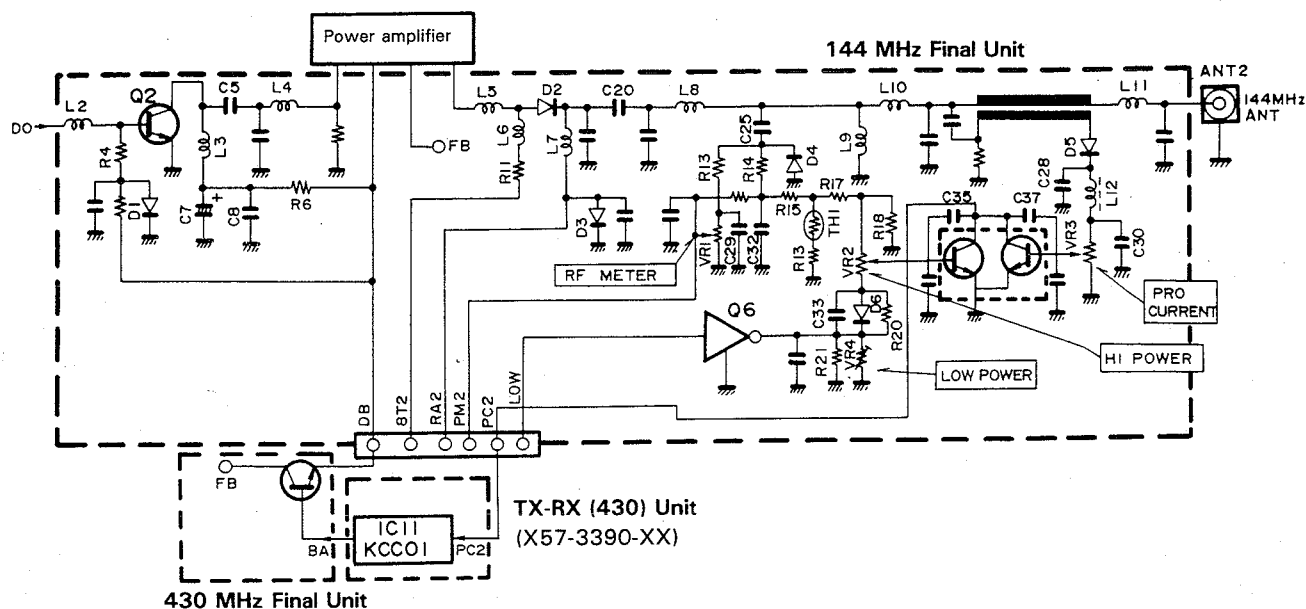 Power amplifier
144 MHz Final Unit
L2
Q2
C5
L4
L5
D2
C20
L8
L10
L11
ANT2
144MHz
ANT
DO
R4
L3
FB
L6
R11
L7
C25
R13
R14
D4
L9
D5
C28
L12
D1
C7
+
C8
R6
D3
VR1
C29
C32
R15
R17
TH1
R13
R18
VR2
C35
C37
VR3
C30
RF METER
PRO
CURRENT
Q6
C33
D6
R20
R21
VR4
HI POWER
LOW POWER
DB
8T2
RA2
PM2
PC2
LOW
FB
BA
IC11
KCC01
PC2
TX-RX (430) Unit
(X57-3390-XX)
430 MHz Final Unit